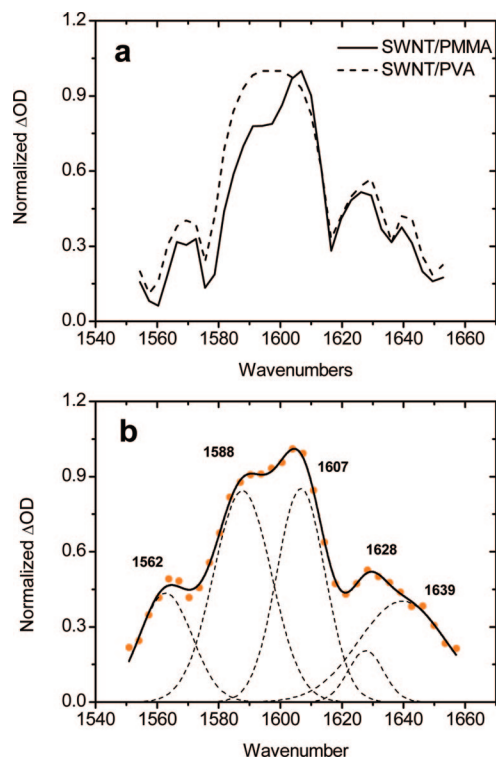 a
SWNT/PMMA
SWNT/PVA
Normalized ΔOD
1.2
0.9
0.6
0.3
0.0
1540 1560 1580 1600 1620 1640 1660
Wavenumbers
b
1588
1607
1562
1628
1639
Normalized ΔOD
1.2
0.9
0.6
0.3
0.0
1540 1560 1580 1600 1620 1640 1660
Wavenumber